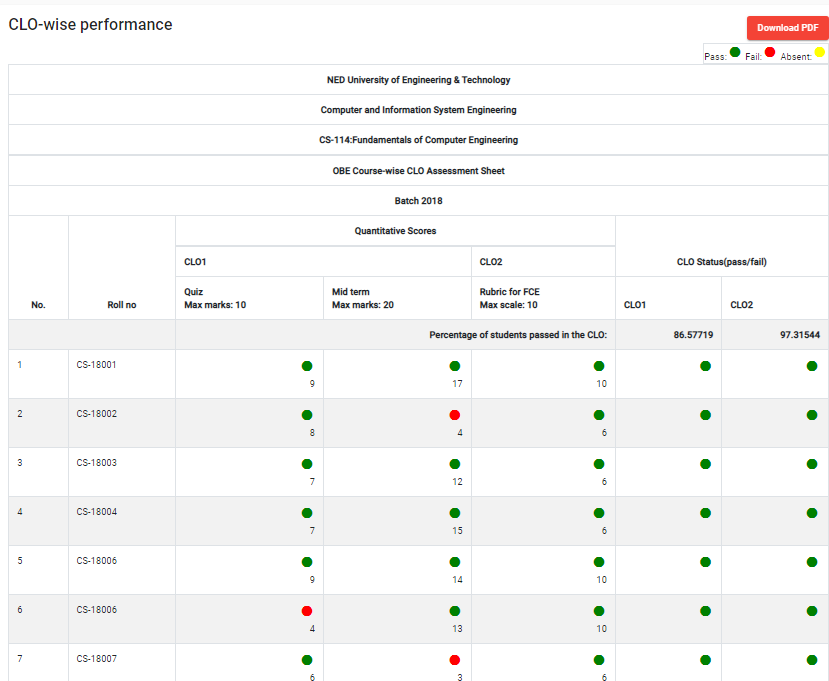 CLO-wise performance
Download PDF
Pass: Fail: Absent:
NED University of Engineering & Technology
Computer and Information System Engineering
CS-114:Fundamentals of Computer Engineering
OBE Course-wise CLO Assessment Sheet
Batch 2018
Quantitative Scores
CLO1 CLO2 CLO Status(pass/fail)
No. Roll no Quiz Mid term Rubric for FCE CLO1 CLO2
Max marks: 10 Max marks: 20 Max scale: 10
Percentage of students passed in the CLO: 86.57719 97.31544
1 CS-18001
9 17 10
2 CS-18002
8 4 6
3 CS-18003
7 12 6
4 CS-18004
7 15 6
5 CS-18006
9 14 10
6 CS-18006
4 13 10
7 CS-18007
6 3 6